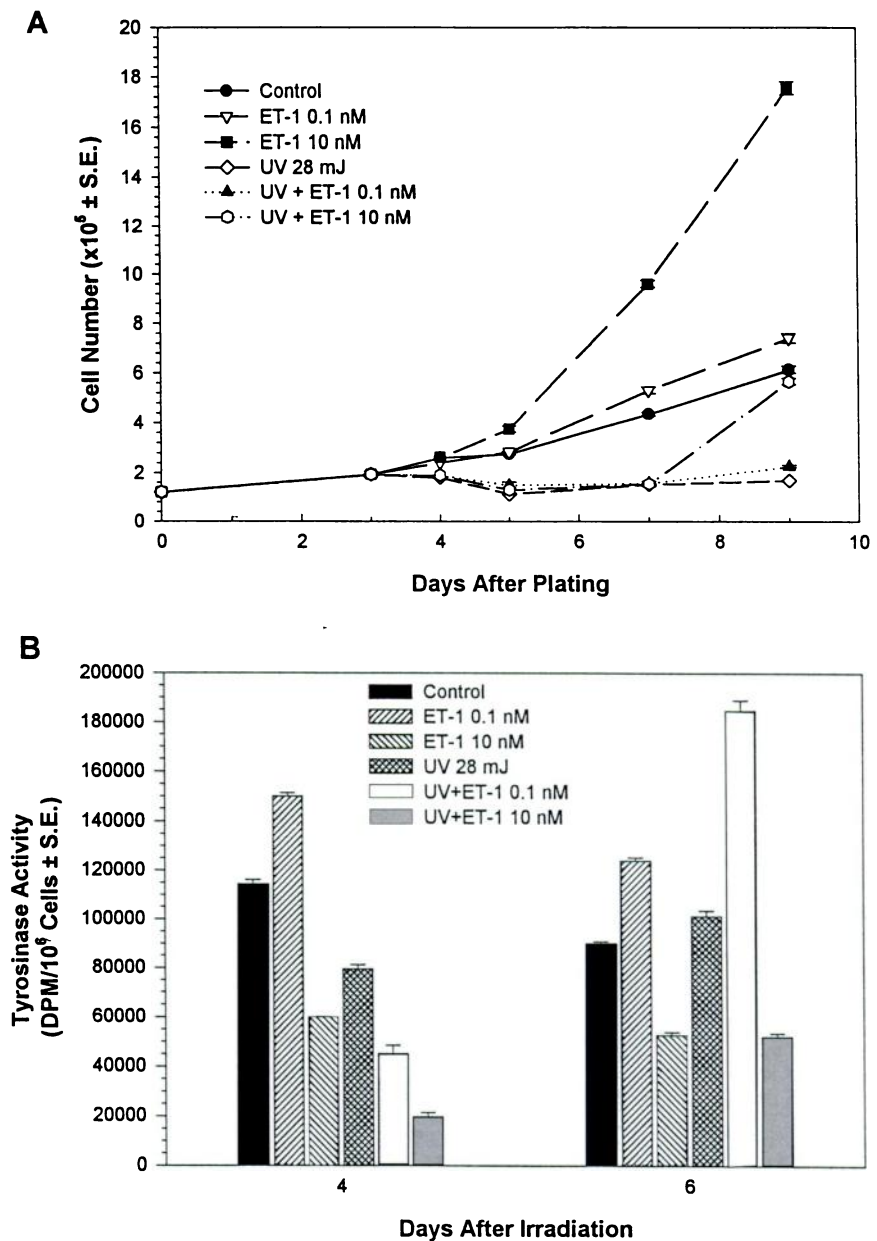 A
20
18
16
14
12
10
8
6
4
2
0
Cell Number (x10⁶ ± S.E.)
Control
ET-1 0.1 nM
ET-1 10 nM
UV 28 mJ
UV + ET-1 0.1 nM
UV + ET-1 10 nM
0 2 4 6 8 10
Days After Plating
B
200000
180000
160000
140000
120000
100000
80000
60000
40000
20000
0
Tyrosinase Activity
(DPM/10⁶ Cells ± S.E.)
Control
ET-1 0.1 nM
ET-1 10 nM
UV 28 mJ
UV+ET-1 0.1 nM
UV+ET-1 10 nM
4 6
Days After Irradiation